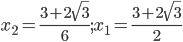 x₂ = (3+2√3)/6; x₁ = (3+2√3)/2